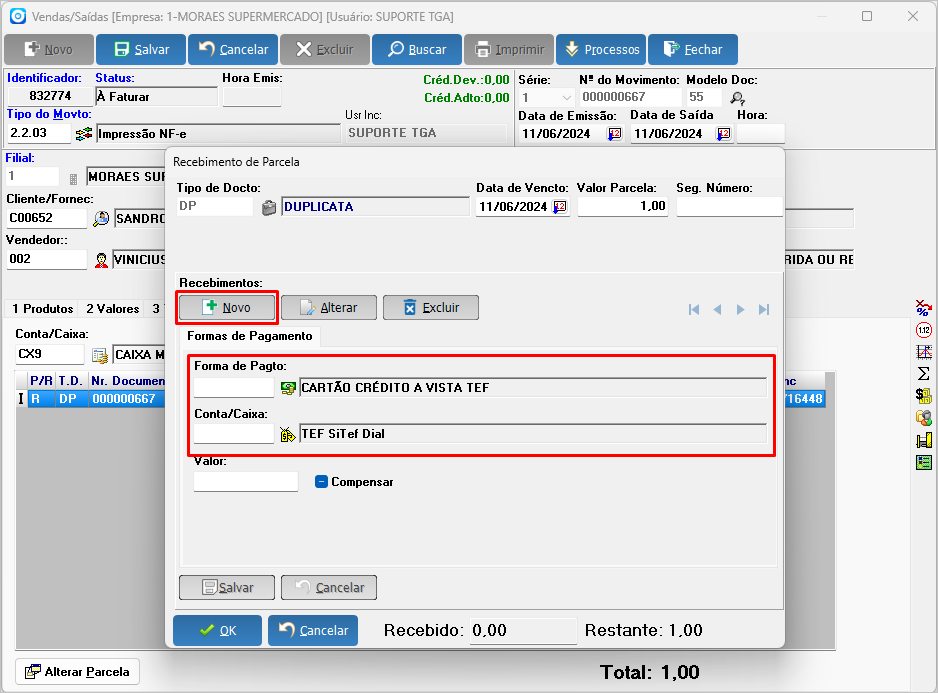 Vendas/Saídas [Empresa: 1-MORAES SUPERMERCADO] [Usuário: SUPORTE TGA]
Novo Salvar Cancelar Excluir Buscar Imprimir Processos Fechar
Identificador: Status: Hora Emis: Créd.Dev.:0,00 Série: Nº do Movimento: Modelo Doc:
832774 À Faturar Créd.Adto:0,00 1 000000667 55
Tipo do Movto: Usr Inc: Data de Emissão: Data de Saída Hora:
2.2.03 Impressão NF-e SUPORTE TGA 11/06/2024 11/06/2024
Filial:
1 MORAES SU
Cliente/Fornec:
C00652 SANDRO
Vendedor::
002 VINICIUS RIDA OU RE
1 Produtos 2 Valores 3
Conta/Caixa:
CX9 CAIXA M
P/R T.D. Nr. Documen nc
I R DP 000000667 716448
Recebimento de Parcela
Tipo de Docto: Data de Vencto: Valor Parcela: Seg. Número:
DP DUPLICATA 11/06/2024 1,00
Recebimentos:
Novo Alterar Excluir
Formas de Pagamento
Forma de Pagto:
CARTÃO CRÉDITO A VISTA TEF
Conta/Caixa:
TEF SiTef Dial
Valor:
Compensar
Salvar Cancelar
OK Cancelar Recebido: 0,00 Restante: 1,00
Alterar Parcela Total: 1,00
%
1.12
Σ